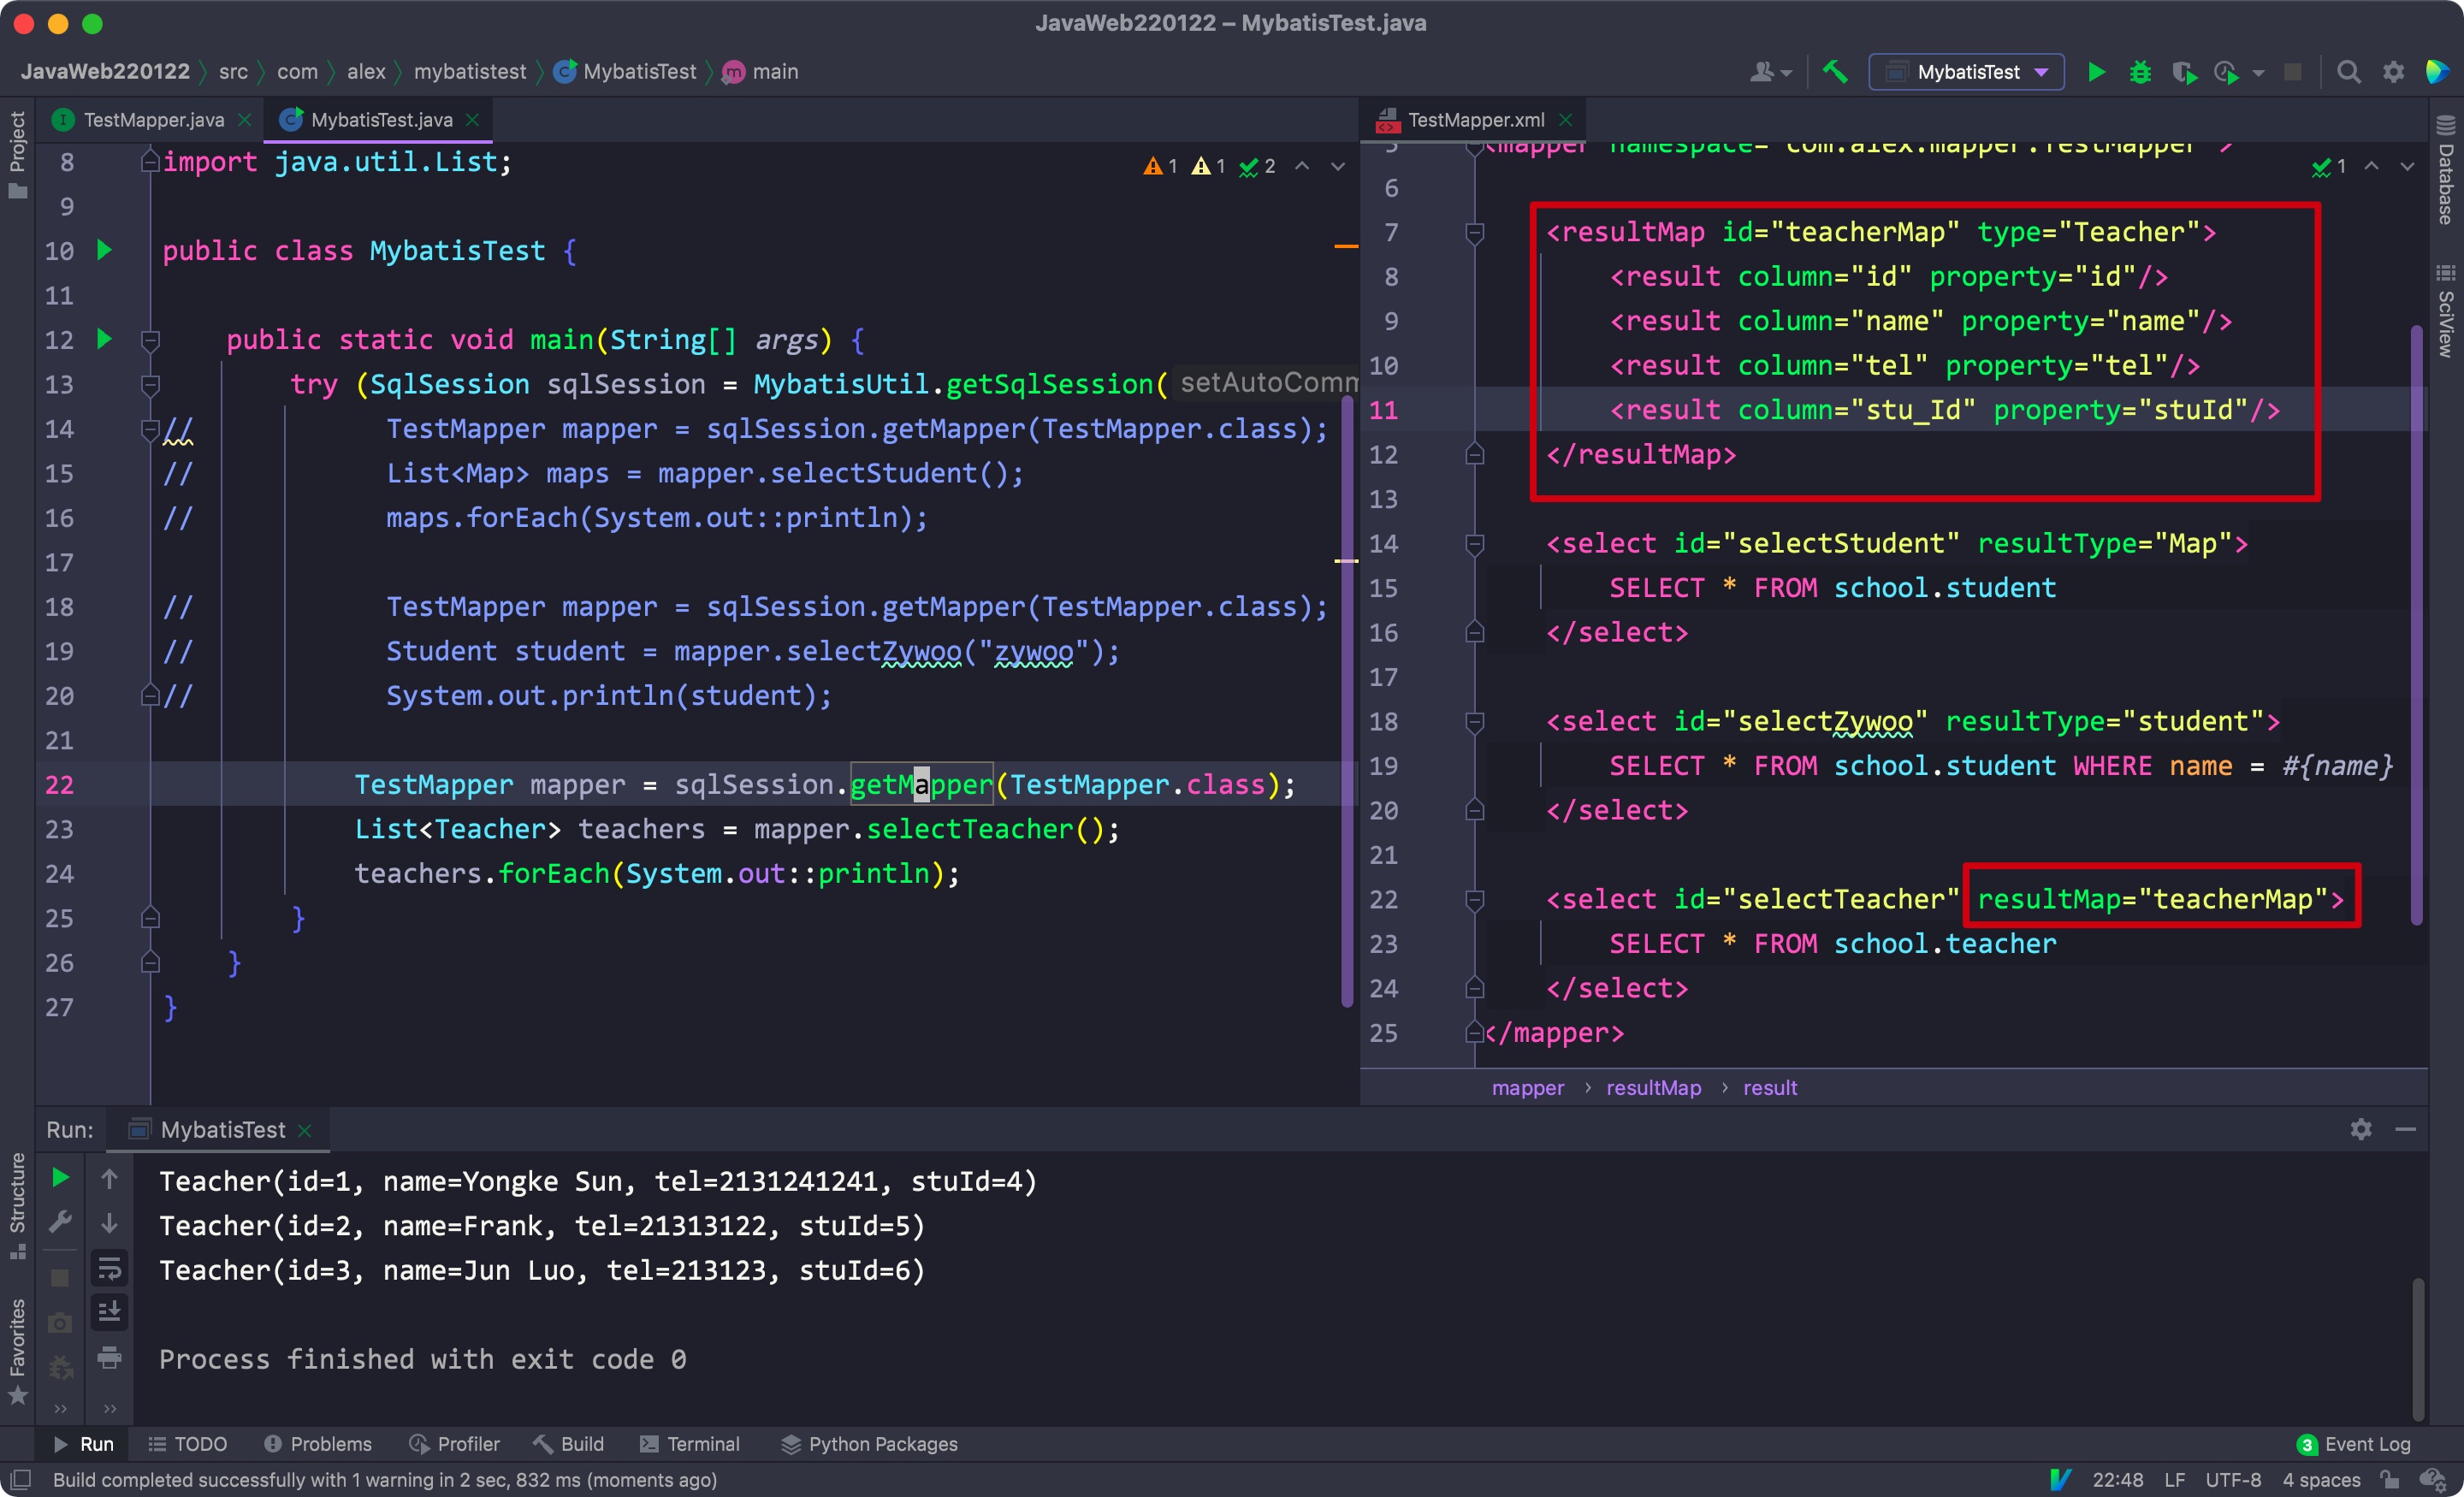 JavaWeb220122 – MybatisTest.java
JavaWeb220122 src com alex mybatistest MybatisTest main
MybatisTest
Project
TestMapper.java
MybatisTest.java
8 import java.util.List;
9
10 public class MybatisTest {
11
12 public static void main(String[] args) {
13 try (SqlSession sqlSession = MybatisUtil.getSqlSession( setAutoComm
14 // TestMapper mapper = sqlSession.getMapper(TestMapper.class);
15 // List<Map> maps = mapper.selectStudent();
16 // maps.forEach(System.out::println);
17
18 // TestMapper mapper = sqlSession.getMapper(TestMapper.class);
19 // Student student = mapper.selectZywoo("zywoo");
20 // System.out.println(student);
21
22 TestMapper mapper = sqlSession.getMapper(TestMapper.class);
23 List<Teacher> teachers = mapper.selectTeacher();
24 teachers.forEach(System.out::println);
25 }
26 }
27 }
1 1 2
TestMapper.xml
5 <mapper namespace="com.alex.mapper.TestMapper">
1
6
7 <resultMap id="teacherMap" type="Teacher">
8 <result column="id" property="id"/>
9 <result column="name" property="name"/>
10 <result column="tel" property="tel"/>
11 <result column="stu_Id" property="stuId"/>
12 </resultMap>
13
14 <select id="selectStudent" resultType="Map">
15 SELECT * FROM school.student
16 </select>
17
18 <select id="selectZywoo" resultType="student">
19 SELECT * FROM school.student WHERE name = #{name}
20 </select>
21
22 <select id="selectTeacher" resultMap="teacherMap">
23 SELECT * FROM school.teacher
24 </select>
25 </mapper>
mapper › resultMap › result
Database
SciView
Run: MybatisTest
Teacher(id=1, name=Yongke Sun, tel=2131241241, stuId=4)
Teacher(id=2, name=Frank, tel=21313122, stuId=5)
Teacher(id=3, name=Jun Luo, tel=213123, stuId=6)
Process finished with exit code 0
Structure
Favorites
Run TODO Problems Profiler Build Terminal Python Packages
3 Event Log
Build completed successfully with 1 warning in 2 sec, 832 ms (moments ago)
22:48 LF UTF-8 4 spaces